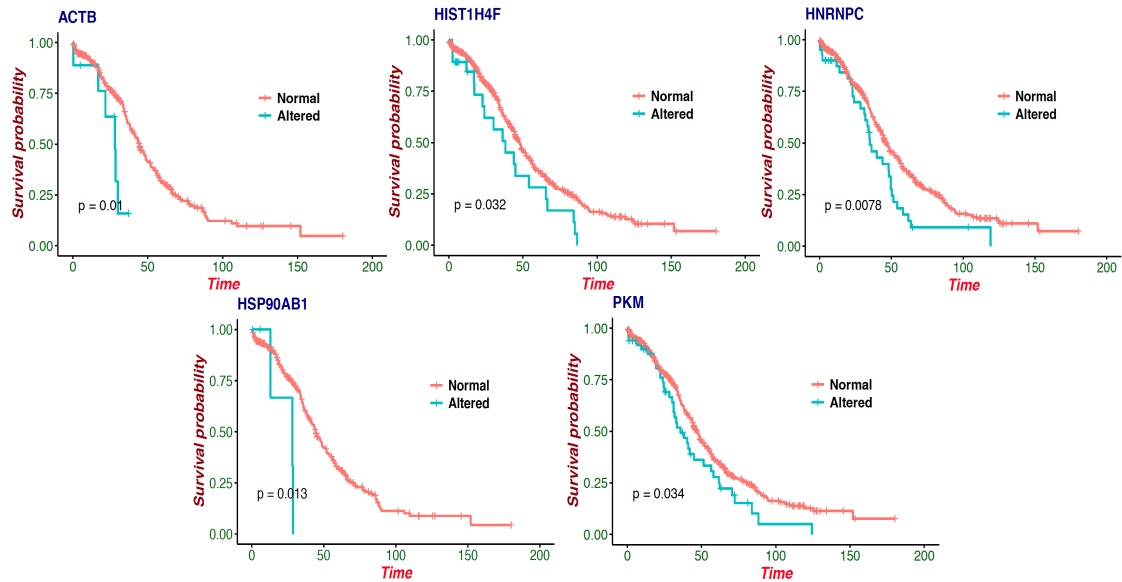 ACTB
Survival probability
1.00
0.75
0.50
0.25
0.00
Normal
Altered
p = 0.01
0 50 100 150 200
Time
HIST1H4F
Survival probability
1.00
0.75
0.50
0.25
0.00
Normal
Altered
p = 0.032
0 50 100 150 200
Time
HNRNPC
Survival probability
1.00
0.75
0.50
0.25
0.00
Normal
Altered
p = 0.0078
0 50 100 150 200
Time
HSP90AB1
Survival probability
1.00
0.75
0.50
0.25
0.00
Normal
Altered
p = 0.013
0 50 100 150 200
Time
PKM
Survival probability
1.00
0.75
0.50
0.25
0.00
Normal
Altered
p = 0.034
0 50 100 150 200
Time